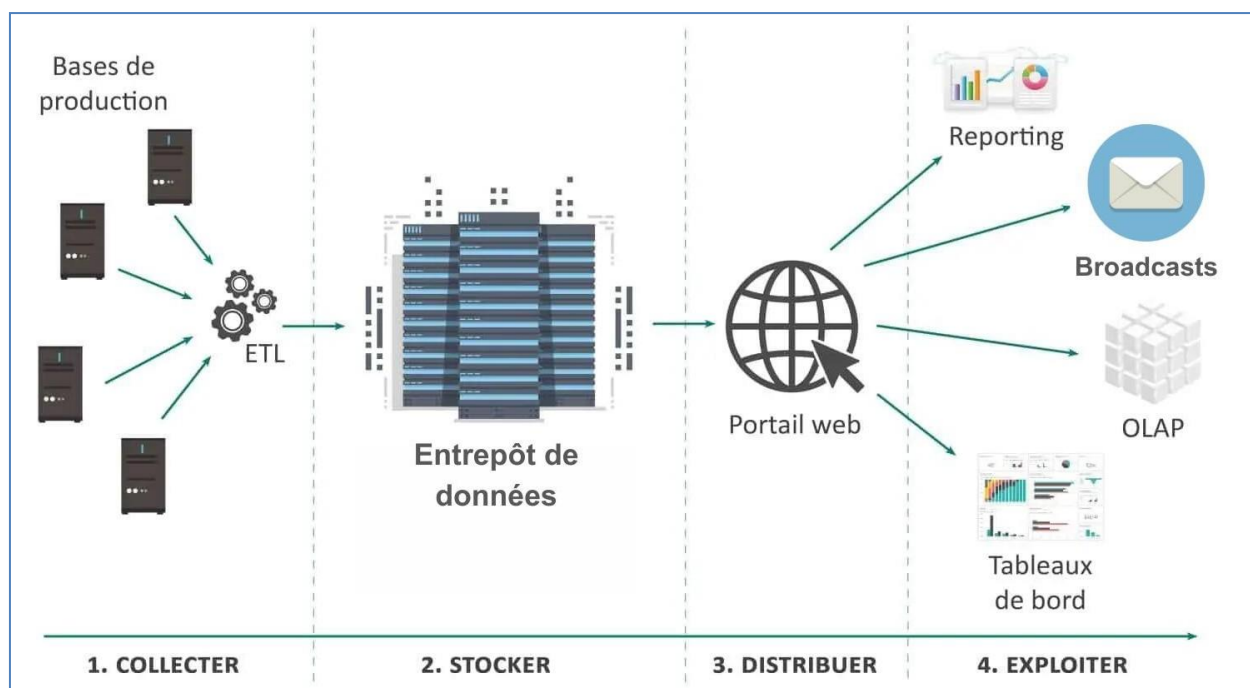 Bases de
production
ETL
Entrepôt de
données
Portail web
Reporting
Broadcasts
OLAP
Tableaux
de bord
1. COLLECTER
2. STOCKER
3. DISTRIBUER
4. EXPLOITER